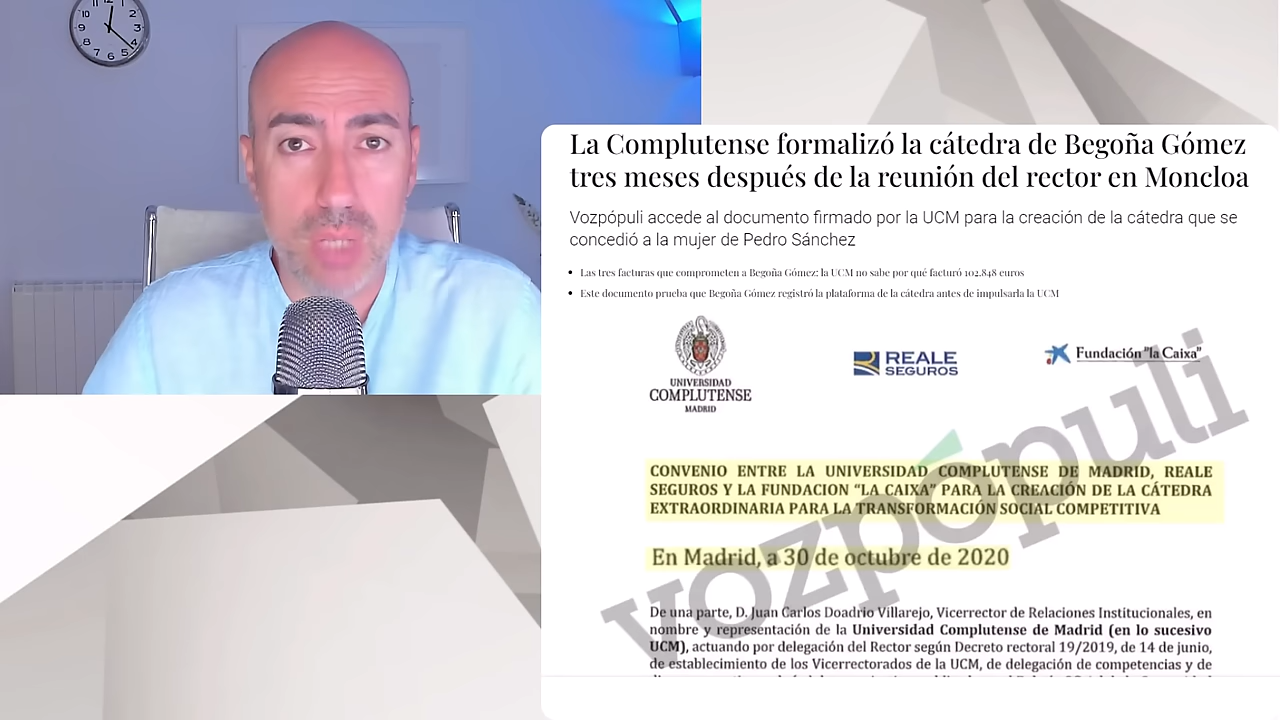 La Complutense formalizó la cátedra de Begoña Gómez
tres meses después de la reunión del rector en Moncloa
Vozpópuli accede al documento firmado por la UCM para la creación de la cátedra que se
concedió a la mujer de Pedro Sánchez
• Las tres facturas que comprometen a Begoña Gómez: la UCM no sabe por qué facturó 102.848 euros
• Este documento prueba que Begoña Gómez registró la plataforma de la cátedra antes de impulsarla la UCM
UNIVERSIDAD
COMPLUTENSE
MADRID
REALE
SEGUROS
Fundación "la Caixa"
vozpópuli
CONVENIO ENTRE LA UNIVERSIDAD COMPLUTENSE DE MADRID, REALE
SEGUROS Y LA FUNDACION “LA CAIXA” PARA LA CREACIÓN DE LA CÁTEDRA
EXTRAORDINARIA PARA LA TRANSFORMACIÓN SOCIAL COMPETITIVA
En Madrid, a 30 de octubre de 2020
De una parte, D. Juan Carlos Doadrio Villarejo, Vicerrector de Relaciones Institucionales, en
nombre y representación de la Universidad Complutense de Madrid (en lo sucesivo
UCM), actuando por delegación del Rector según Decreto rectoral 19/2019, de 14 de junio,
de establecimiento de los Vicerrectorados de la UCM, de delegación de competencias y de